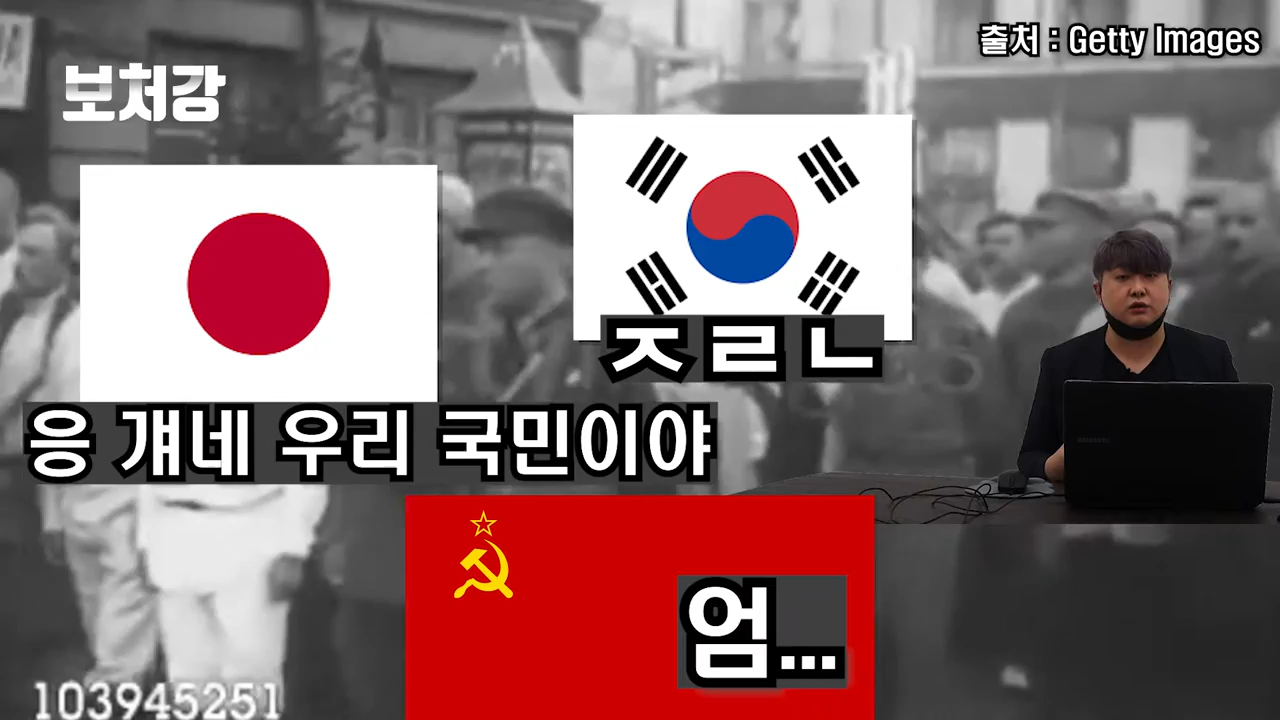 출처 : Getty Images
보처강
ㅈㄹㄴ
응 걔네 우리 국민이야
엄...
103945251